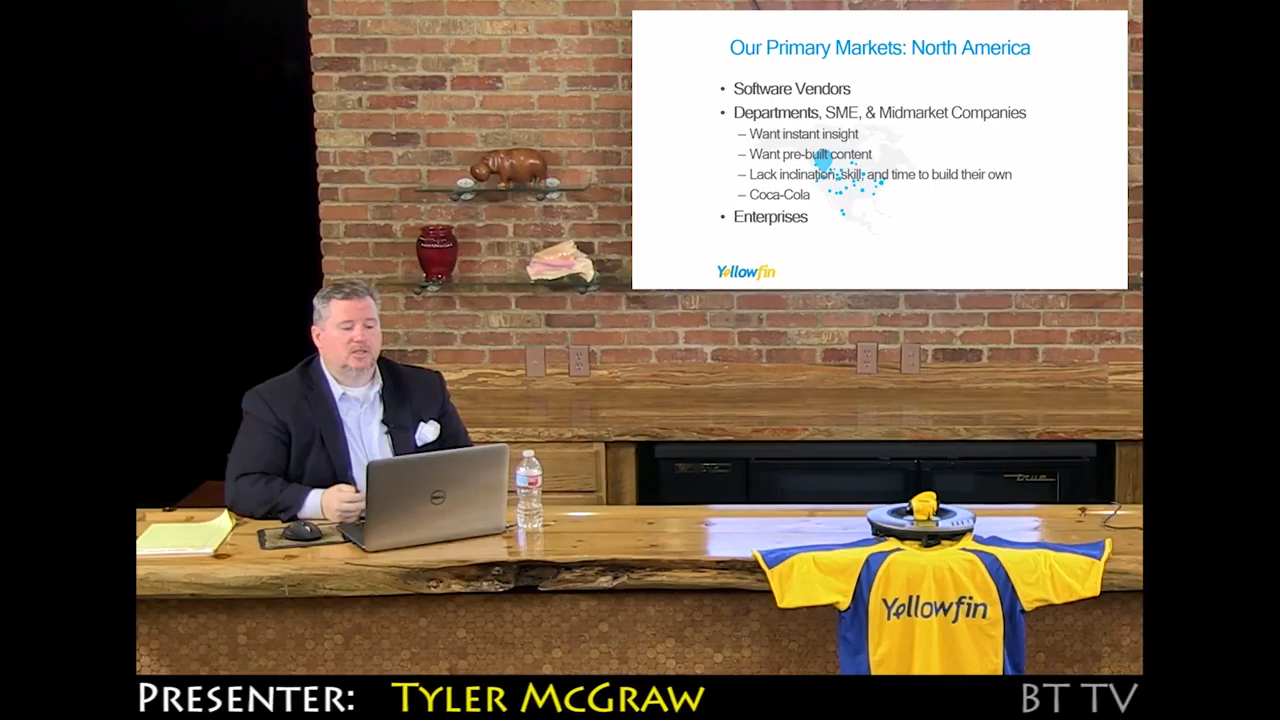 Our Primary Markets: North America
• Software Vendors
• Departments, SME, & Midmarket Companies
– Want instant insight
– Want pre-built content
– Lack inclination, skill, and time to build their own
– Coca-Cola
• Enterprises
Yellowfin
DELL
Yellowfin
PRESENTER: TYLER MCGRAW
BT TV